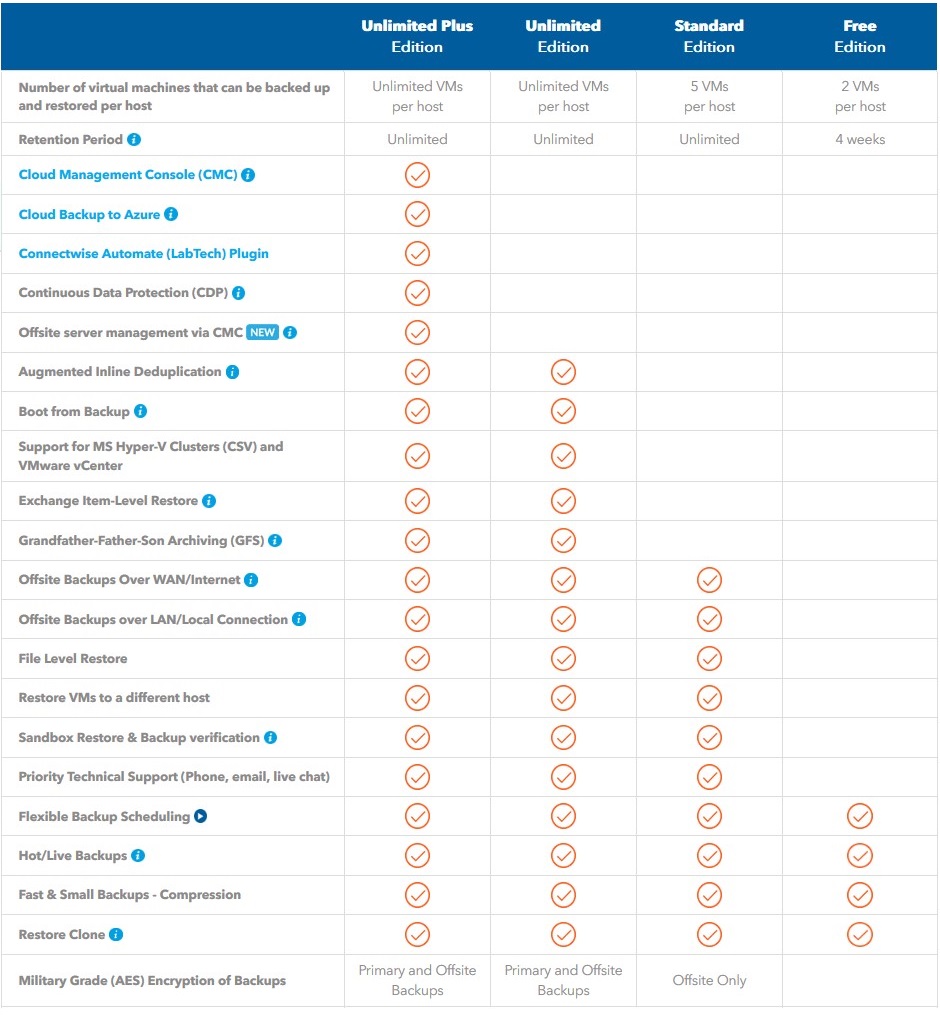 Unlimited Plus
Edition
Unlimited
Edition
Standard
Edition
Free
Edition
Number of virtual machines that can be backed up
and restored per host
Unlimited VMs
per host
Unlimited VMs
per host
5 VMs
per host
2 VMs
per host
Retention Period
Unlimited
Unlimited
Unlimited
4 weeks
Cloud Management Console (CMC)
Cloud Backup to Azure
Connectwise Automate (LabTech) Plugin
Continuous Data Protection (CDP)
Offsite server management via CMC NEW
Augmented Inline Deduplication
Boot from Backup
Support for MS Hyper-V Clusters (CSV) and
VMware vCenter
Exchange Item-Level Restore
Grandfather-Father-Son Archiving (GFS)
Offsite Backups Over WAN/Internet
Offsite Backups over LAN/Local Connection
File Level Restore
Restore VMs to a different host
Sandbox Restore & Backup verification
Priority Technical Support (Phone, email, live chat)
Flexible Backup Scheduling
Hot/Live Backups
Fast & Small Backups - Compression
Restore Clone
Military Grade (AES) Encryption of Backups
Primary and Offsite
Backups
Primary and Offsite
Backups
Offsite Only